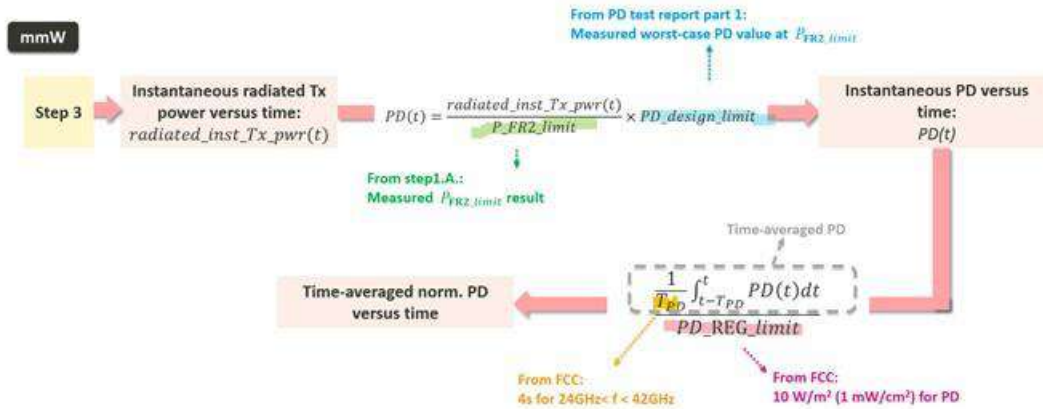 From PD test report part 1:
Measured worst-case PD value at P_FR2_limit
mmW
Step 3
Instantaneous radiated Tx
power versus time:
radiated_inst_Tx_pwr(t)
PD(t) = radiated_inst_Tx_pwr(t) / P_FR2_limit × PD_design_limit
Instantaneous PD versus
time:
PD(t)
From step1.A.:
Measured P_FR2_limit result
Time-averaged PD
Time-averaged norm. PD
versus time
1/T_PD ∫_{t-T_PD}^{t} PD(t)dt
PD_REG_limit
From FCC:
4s for 24GHz< f < 42GHz
From FCC:
10 W/m² (1 mW/cm²) for PD